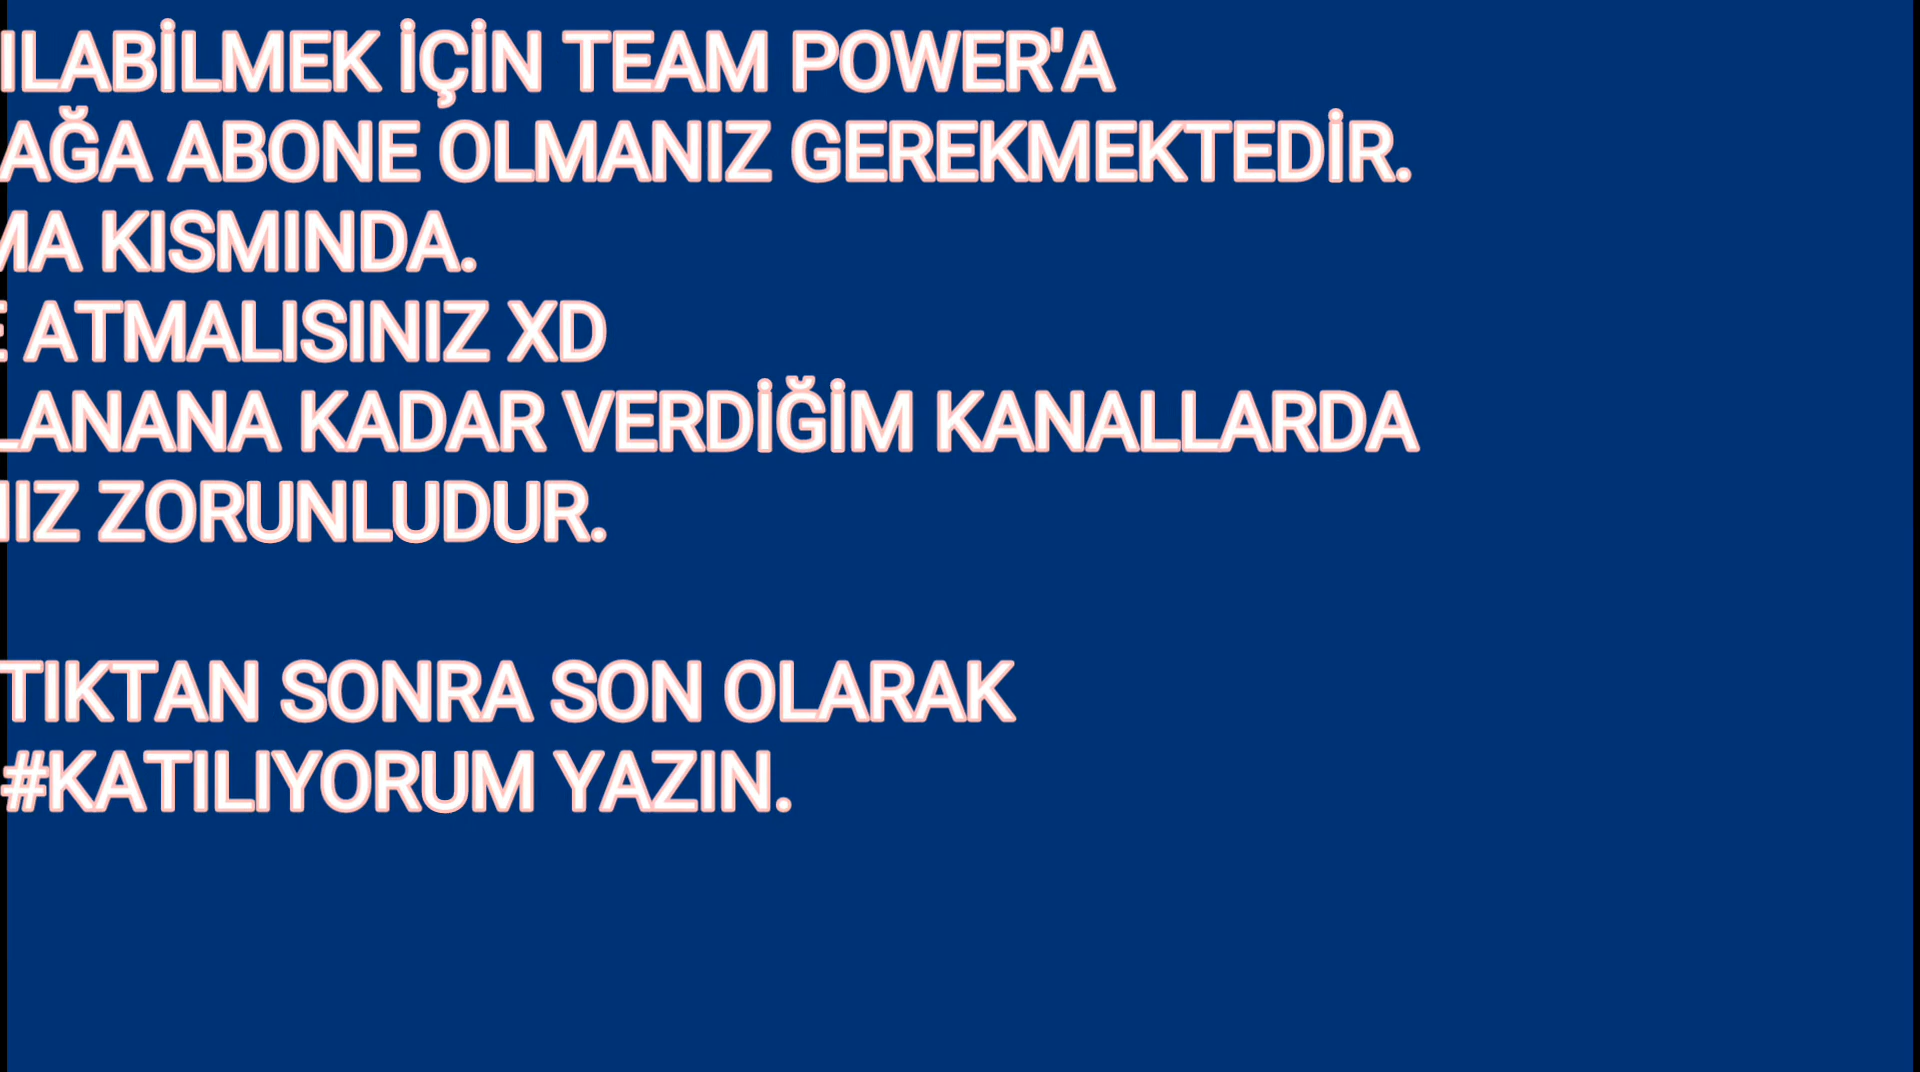 ILABİLMEK İÇİN TEAM POWER'A
AĞA ABONE OLMANIZ GEREKMEKTEDİR.
MA KISMINDA.
ATMALISINIZ XD
LANANA KADAR VERDİĞİM KANALLARDA
NIZ ZORUNLUDUR.
TIKTAN SONRA SON OLARAK
#KATILIYORUM YAZIN.